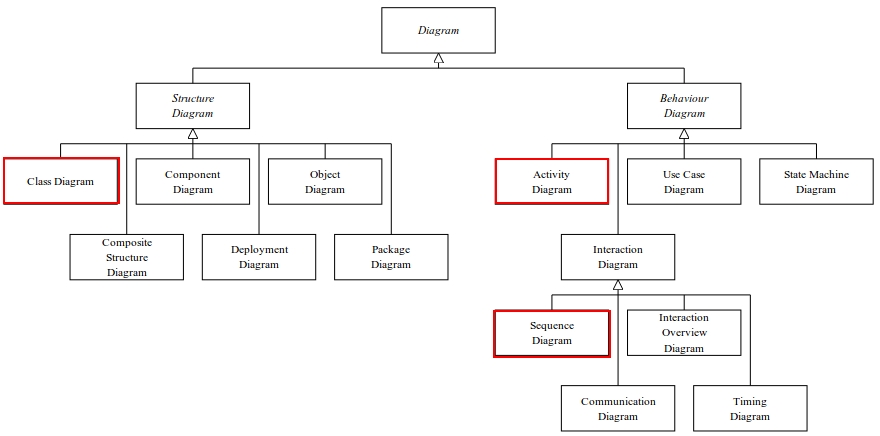 Diagram
Structure
Diagram
Behaviour
Diagram
Class Diagram
Component
Diagram
Object
Diagram
Activity
Diagram
Use Case
Diagram
State Machine
Diagram
Composite
Structure
Diagram
Deployment
Diagram
Package
Diagram
Interaction
Diagram
Sequence
Diagram
Interaction
Overview
Diagram
Communication
Diagram
Timing
Diagram